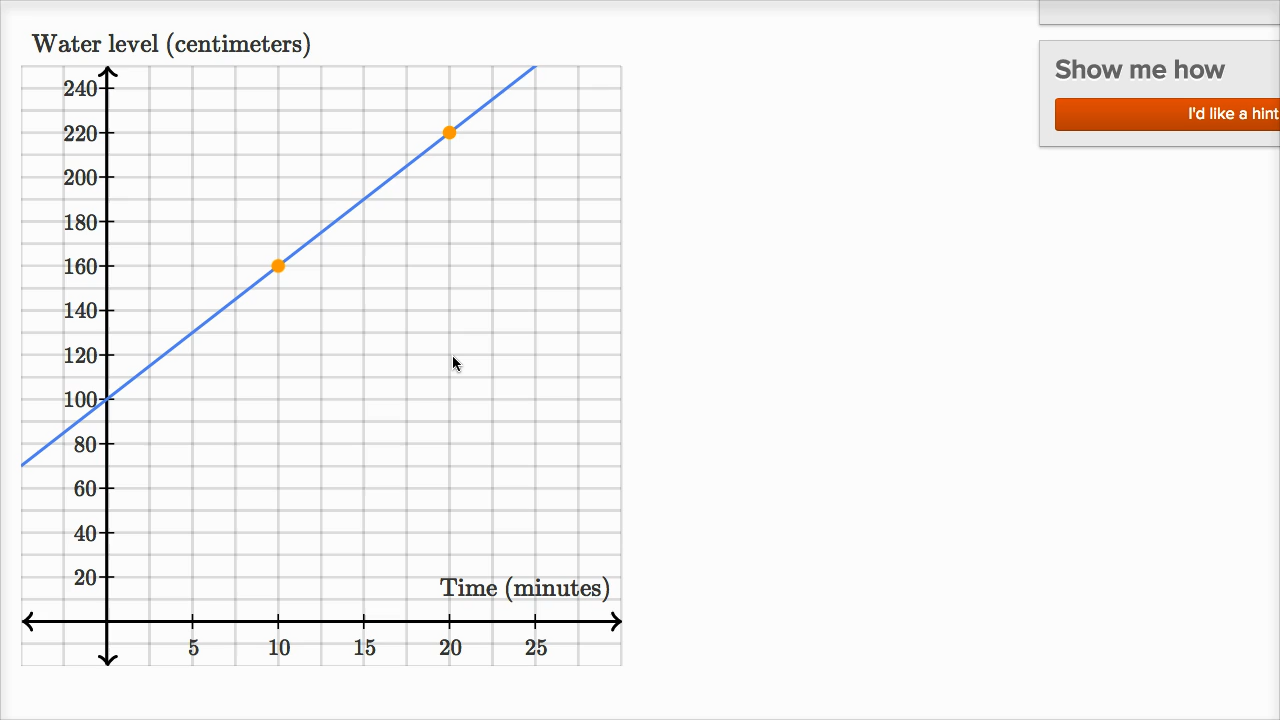 Water level (centimeters)
Show me how
I'd like a hint
240
220
200
180
160
140
120
100
80
60
40
20
Time (minutes)
5 10 15 20 25